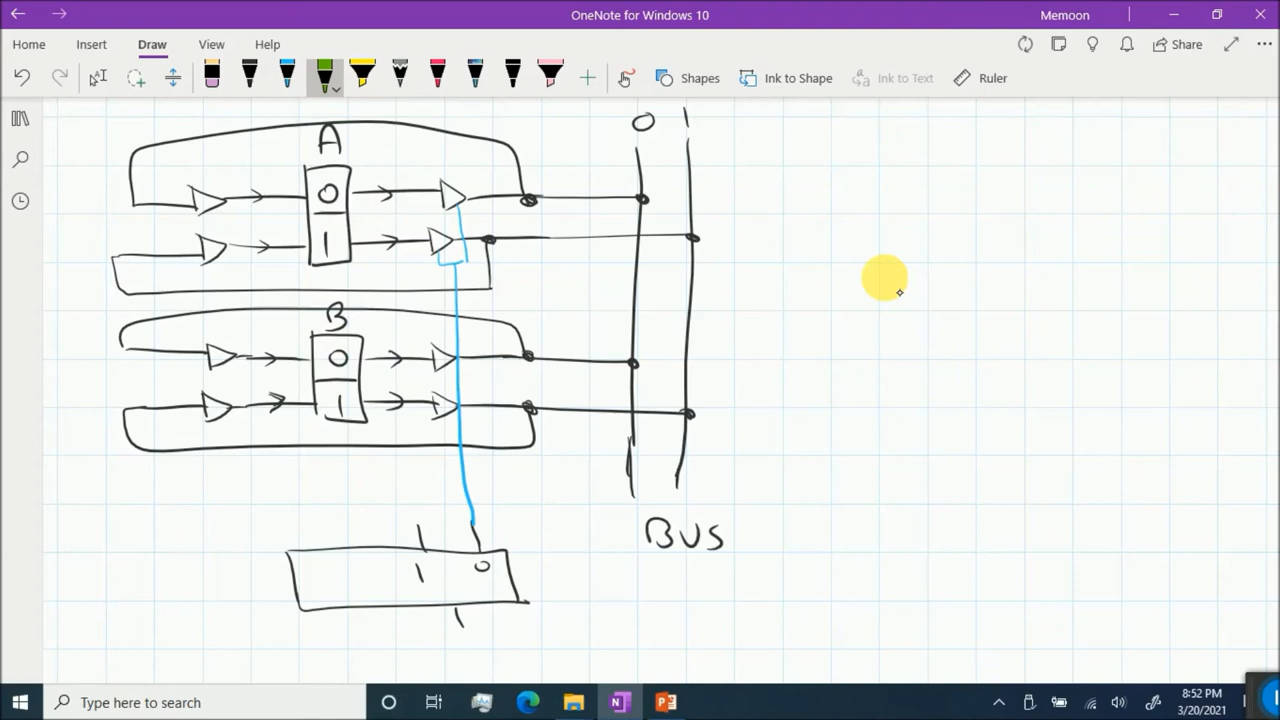 OneNote for Windows 10
Memoon
Home Insert Draw View Help
Share
Shapes
Ink to Shape
Ink to Text
Ruler
0 1
A
0
1
B
0
1
BUS
1 0
Type here to search
8:52 PM
3/20/2021